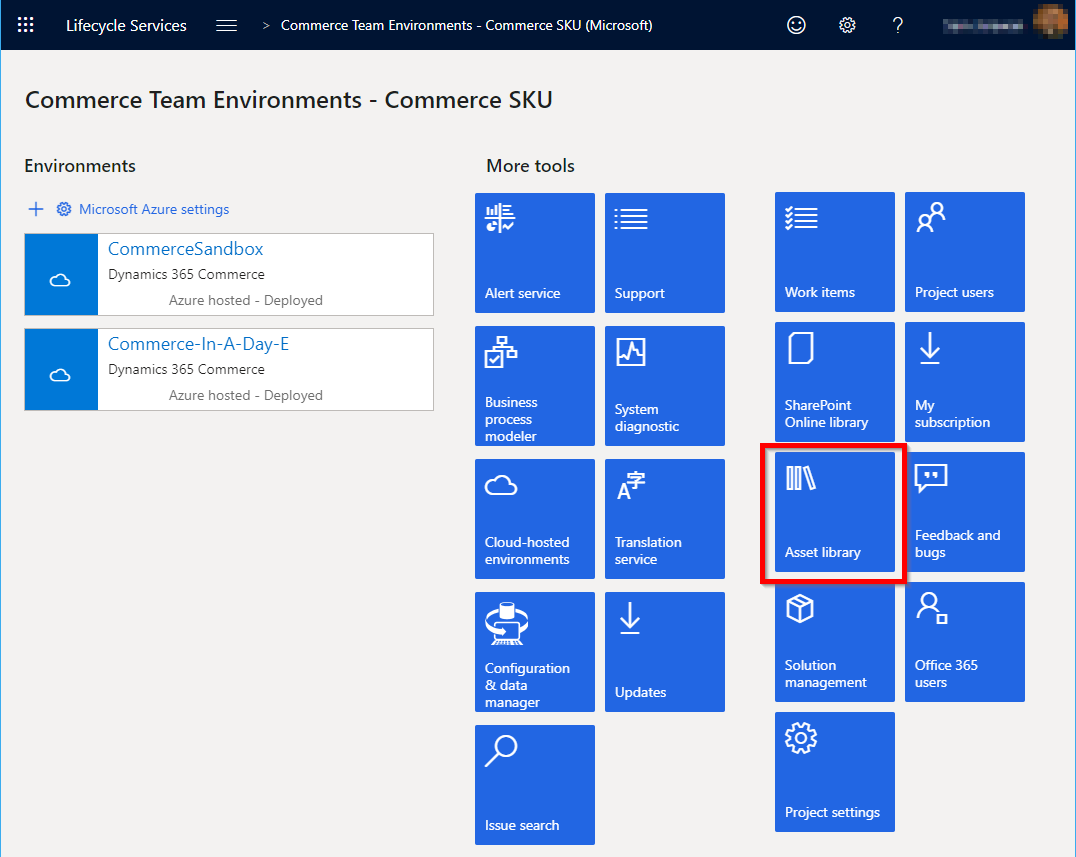 Lifecycle Services
> Commerce Team Environments - Commerce SKU (Microsoft)
?
Commerce Team Environments - Commerce SKU
Environments
+ Microsoft Azure settings
CommerceSandbox
Dynamics 365 Commerce
Azure hosted - Deployed
Commerce-In-A-Day-E
Dynamics 365 Commerce
Azure hosted - Deployed
More tools
Alert service
Support
Business
process
modeler
System
diagnostic
Cloud-hosted
environments
A字
Translation
service
Configuration
& data
manager
Updates
Issue search
Work items
Project users
SharePoint
Online library
My
subscription
Asset library
Feedback and
bugs
Solution
management
Office 365
users
Project settings